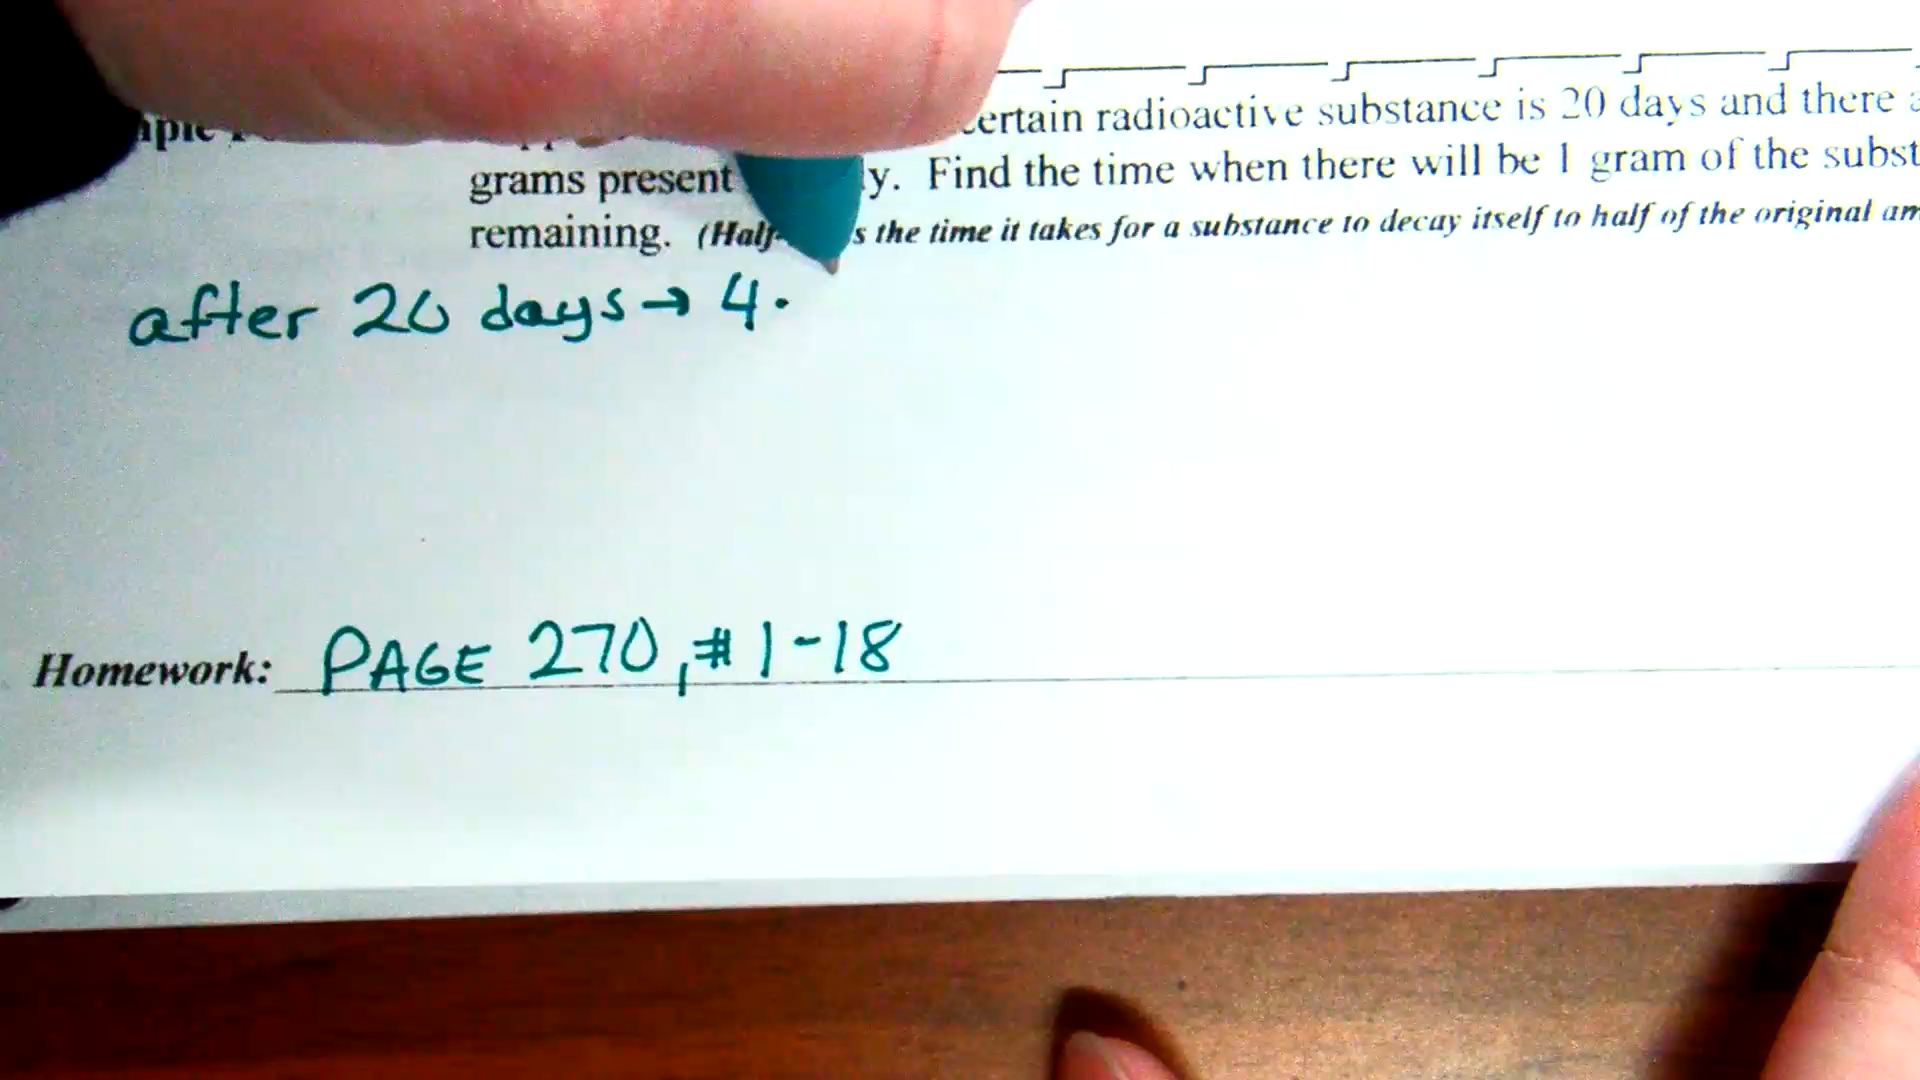 ertain radioactive substance is 20 days and there
grams present y. Find the time when there will be 1 gram of the subst
remaining. (Half- s the time it takes for a substance to decay itself to half of the original am
after 20 days → 4.
Homework: PAGE 270, # 1-18